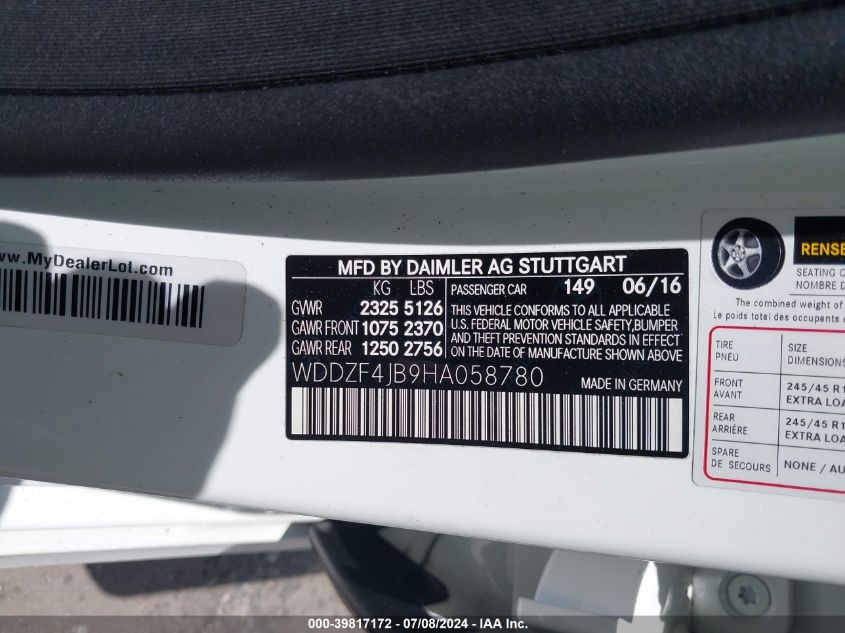 www.MyDealerLot.com
MFD BY DAIMLER AG STUTTGART
KG LBS
GVWR 2325 5126
GAWR FRONT 1075 2370
GAWR REAR 1250 2756
PASSENGER CAR 149 06/16
THIS VEHICLE CONFORMS TO ALL APPLICABLE
U.S. FEDERAL MOTOR VEHICLE SAFETY,BUMPER
AND THEFT PREVENTION STANDARDS IN EFFECT
ON THE DATE OF MANUFACTURE SHOWN ABOVE
WDDZF4JB9HA058780
MADE IN GERMANY
RENSE
SEATING C
NOMBRE D
The combined weight of
Le poids total des occupants
TIRE
PNEU
SIZE
DIMENSIONS
FRONT
AVANT
245/45 R1
EXTRA LOA
REAR
ARRIÈRE
245/45 R1
EXTRA LOA
SPARE
DE SECOURS
NONE / AU
000-39817172 / 07/08/2024 / IAA Inc.